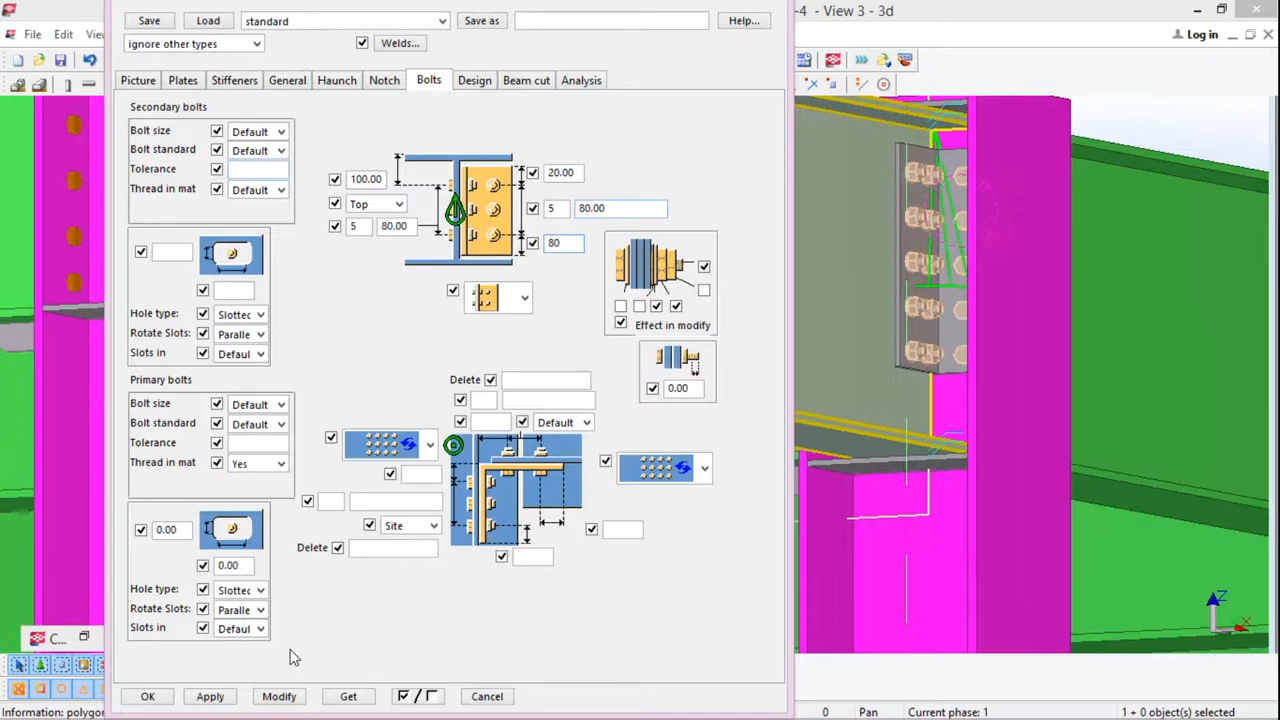 -4 - View 3 - 3d
Save
Load
standard
Save as
Help...
File
Edit
Log in
ignore other types
Welds...
Picture
Plates
Stiffeners
General
Haunch
Notch
Bolts
Design
Beam cut
Analysis
Secondary bolts
Bolt size
Default
Bolt standard
Default
Tolerance
Thread in mat
Default
100.00
20.00
Top
5
80.00
5
80.00
80
Effect in modify
Hole type:
Slottec
Rotate Slots:
Paralle
Slots in
Defaul
0.00
Primary bolts
Delete
Bolt size
Default
Bolt standard
Default
Default
Tolerance
Thread in mat
Yes
Site
0.00
Delete
0.00
Hole type:
Slottec
Rotate Slots:
Paralle
Slots in
Defaul
C...
Z
X
OK
Apply
Modify
Get
/
Cancel
Informatio: polygor
0
Pan
Current phase: 1
1 + 0 object(s) selected